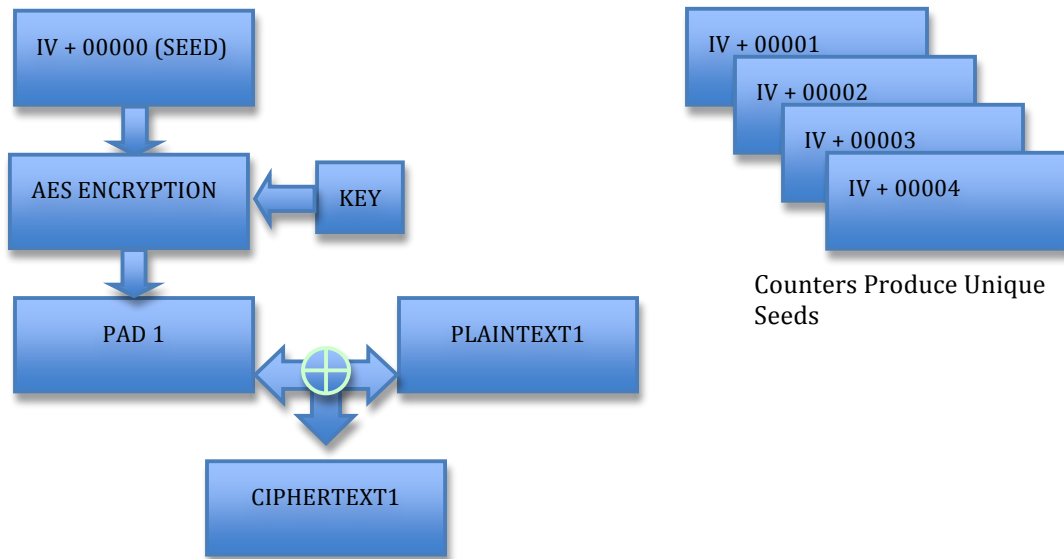 IV + 00000 (SEED)
AES ENCRYPTION
KEY
PAD 1
PLAINTEXT1
CIPHERTEXT1
IV + 00001
IV + 00002
IV + 00003
IV + 00004
Counters Produce Unique
Seeds